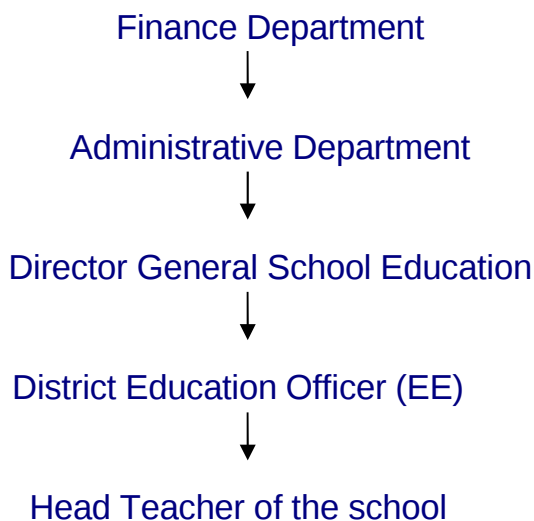 Finance Department
Administrative Department
Director General School Education
District Education Officer (EE)
Head Teacher of the school